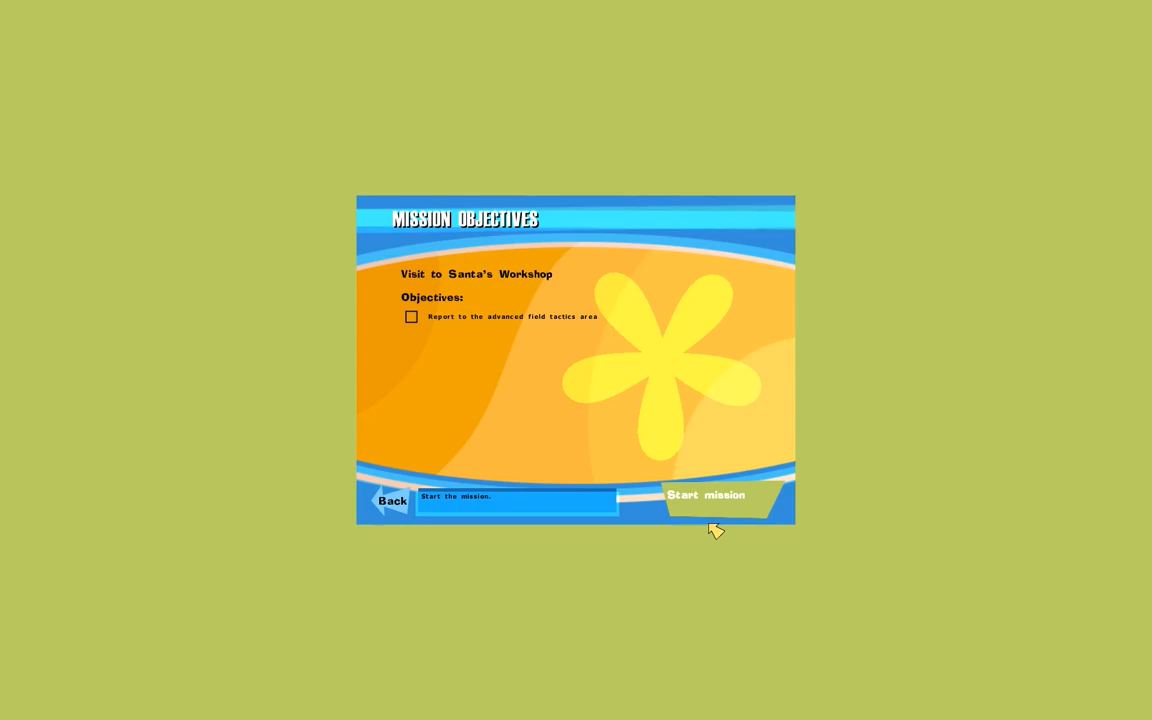 MISSION OBJECTIVES
Visit to Santa's Workshop
Objectives:
Report to the advanced field tactics area
Back
Start the mission.
Start mission